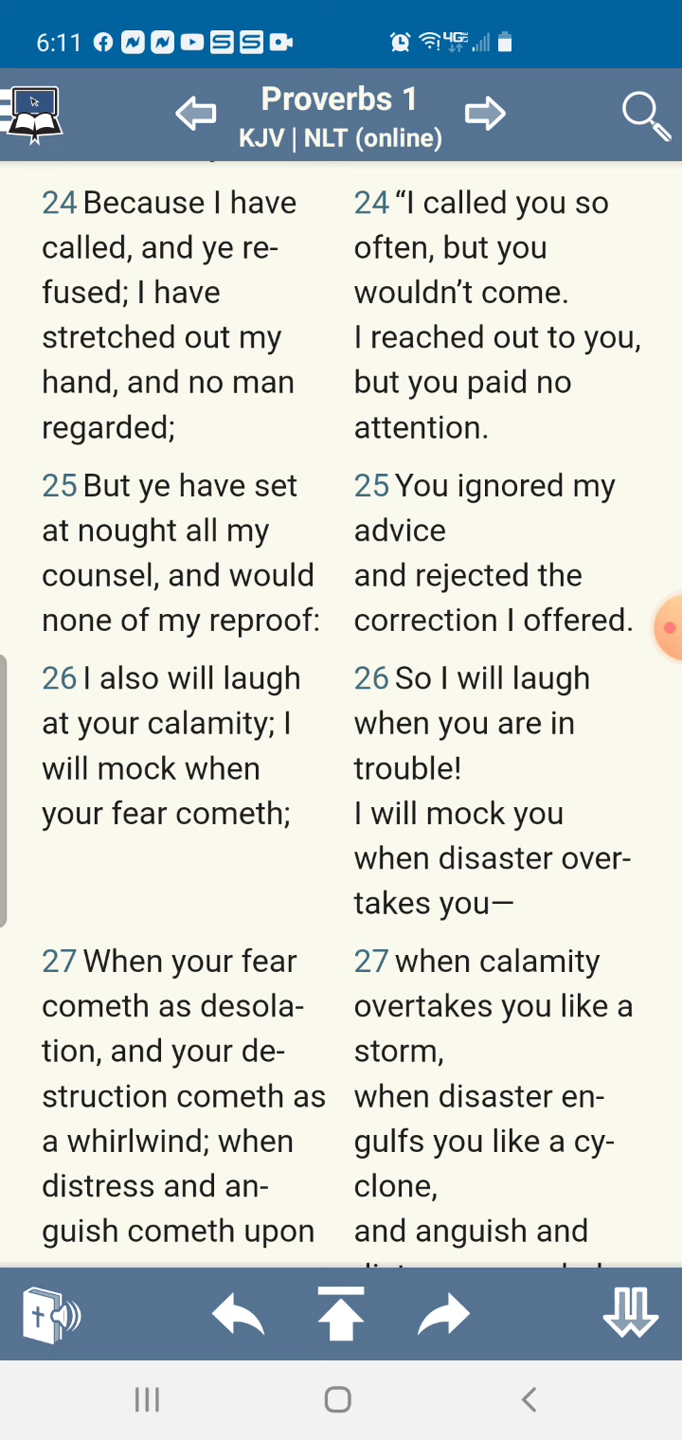 6:11
4GE
Proverbs 1
KJV | NLT (online)
24 Because I have
called, and ye re-
fused; I have
stretched out my
hand, and no man
regarded;
25 But ye have set
at nought all my
counsel, and would
none of my reproof:
26 I also will laugh
at your calamity; I
will mock when
your fear cometh;
27 When your fear
cometh as desola-
tion, and your de-
struction cometh as
a whirlwind; when
distress and an-
guish cometh upon
24 “I called you so
often, but you
wouldn’t come.
I reached out to you,
but you paid no
attention.
25 You ignored my
advice
and rejected the
correction I offered.
26 So I will laugh
when you are in
trouble!
I will mock you
when disaster over-
takes you—
27 when calamity
overtakes you like a
storm,
when disaster en-
gulfs you like a cy-
clone,
and anguish and